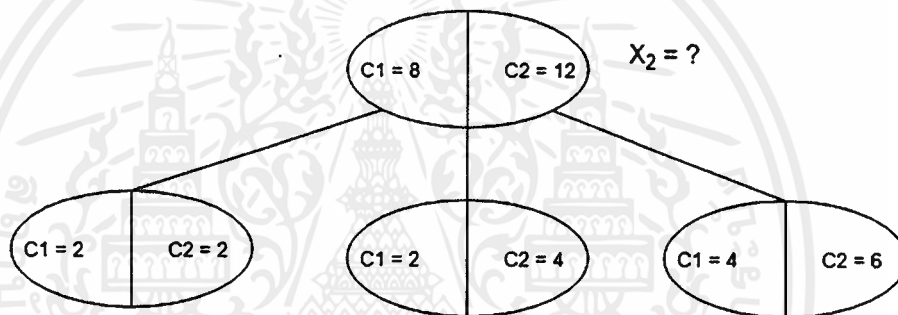 C1 = 8 C2 = 12 X₂ = ?
C1 = 2 C2 = 2 C1 = 2 C2 = 4 C1 = 4 C2 = 6